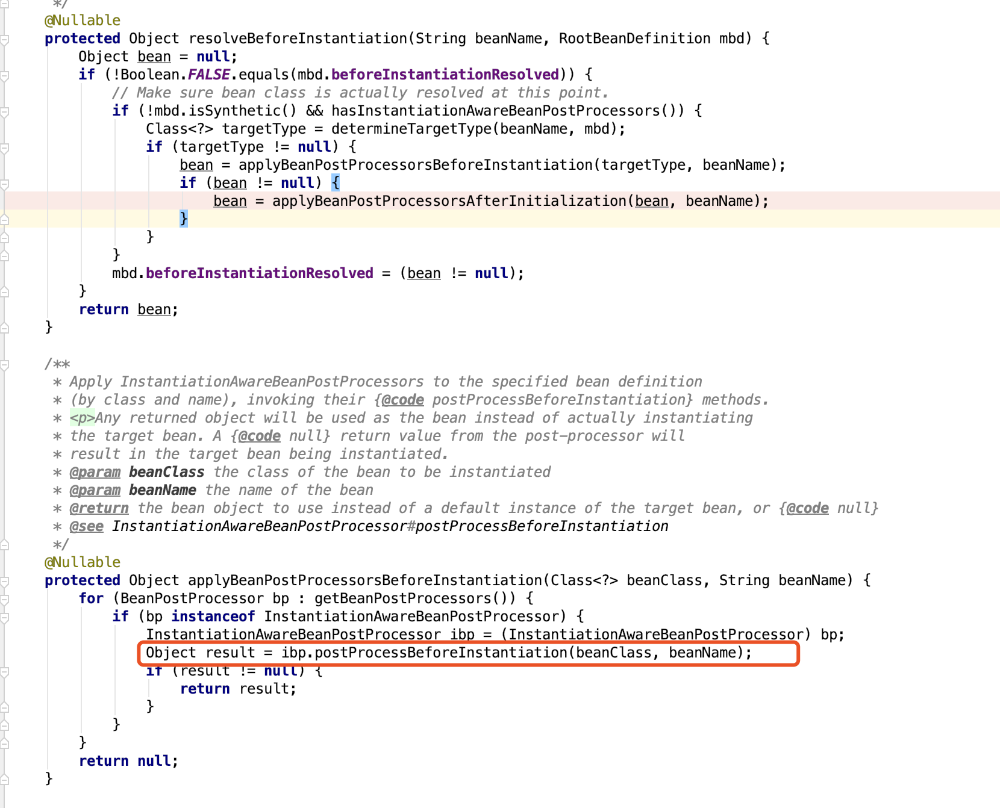 */
@Nullable
protected Object resolveBeforeInstantiation(String beanName, RootBeanDefinition mbd) {
Object bean = null;
if (!Boolean.FALSE.equals(mbd.beforeInstantiationResolved)) {
// Make sure bean class is actually resolved at this point.
if (!mbd.isSynthetic() && hasInstantiationAwareBeanPostProcessors()) {
Class<?> targetType = determineTargetType(beanName, mbd);
if (targetType != null) {
bean = applyBeanPostProcessorsBeforeInstantiation(targetType, beanName);
if (bean != null) {
bean = applyBeanPostProcessorsAfterInitialization(bean, beanName);
}
}
}
mbd.beforeInstantiationResolved = (bean != null);
}
return bean;
}
/**
* Apply InstantiationAwareBeanPostProcessors to the specified bean definition
* (by class and name), invoking their {@code postProcessBeforeInstantiation} methods.
* <p>Any returned object will be used as the bean instead of actually instantiating
* the target bean. A {@code null} return value from the post-processor will
* result in the target bean being instantiated.
* @param beanClass the class of the bean to be instantiated
* @param beanName the name of the bean
* @return the bean object to use instead of a default instance of the target bean, or {@code null}
* @see InstantiationAwareBeanPostProcessor#postProcessBeforeInstantiation
*/
@Nullable
protected Object applyBeanPostProcessorsBeforeInstantiation(Class<?> beanClass, String beanName) {
for (BeanPostProcessor bp : getBeanPostProcessors()) {
if (bp instanceof InstantiationAwareBeanPostProcessor) {
InstantiationAwareBeanPostProcessor ibp = (InstantiationAwareBeanPostProcessor) bp;
Object result = ibp.postProcessBeforeInstantiation(beanClass, beanName);
if (result != null) {
return result;
}
}
}
return null;
}